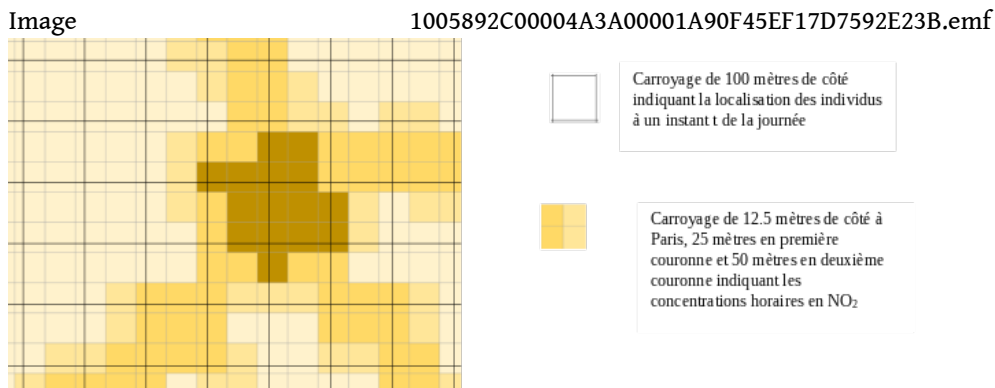 Image 1005892C00004A3A00001A90F45EF17D7592E23B.emf
Carroyage de 100 mètres de côté
indiquant la localisation des individus
à un instant t de la journée
Carroyage de 12.5 mètres de côté à
Paris, 25 mètres en première
couronne et 50 mètres en deuxième
couronne indiquant les
concentrations horaires en NO2